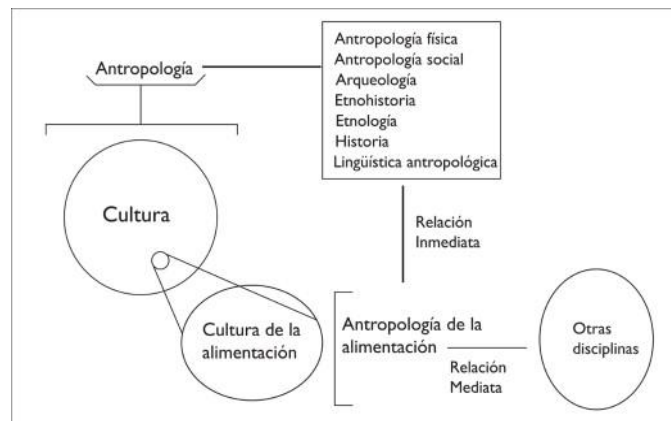 Antropología
Antropología física
Antropología social
Arqueología
Etnohistoria
Etnología
Historia
Lingüística antropológica
Cultura
Relación
Inmediata
Cultura de la
alimentación
Antropología de la
alimentación
Relación
Mediata
Otras
disciplinas